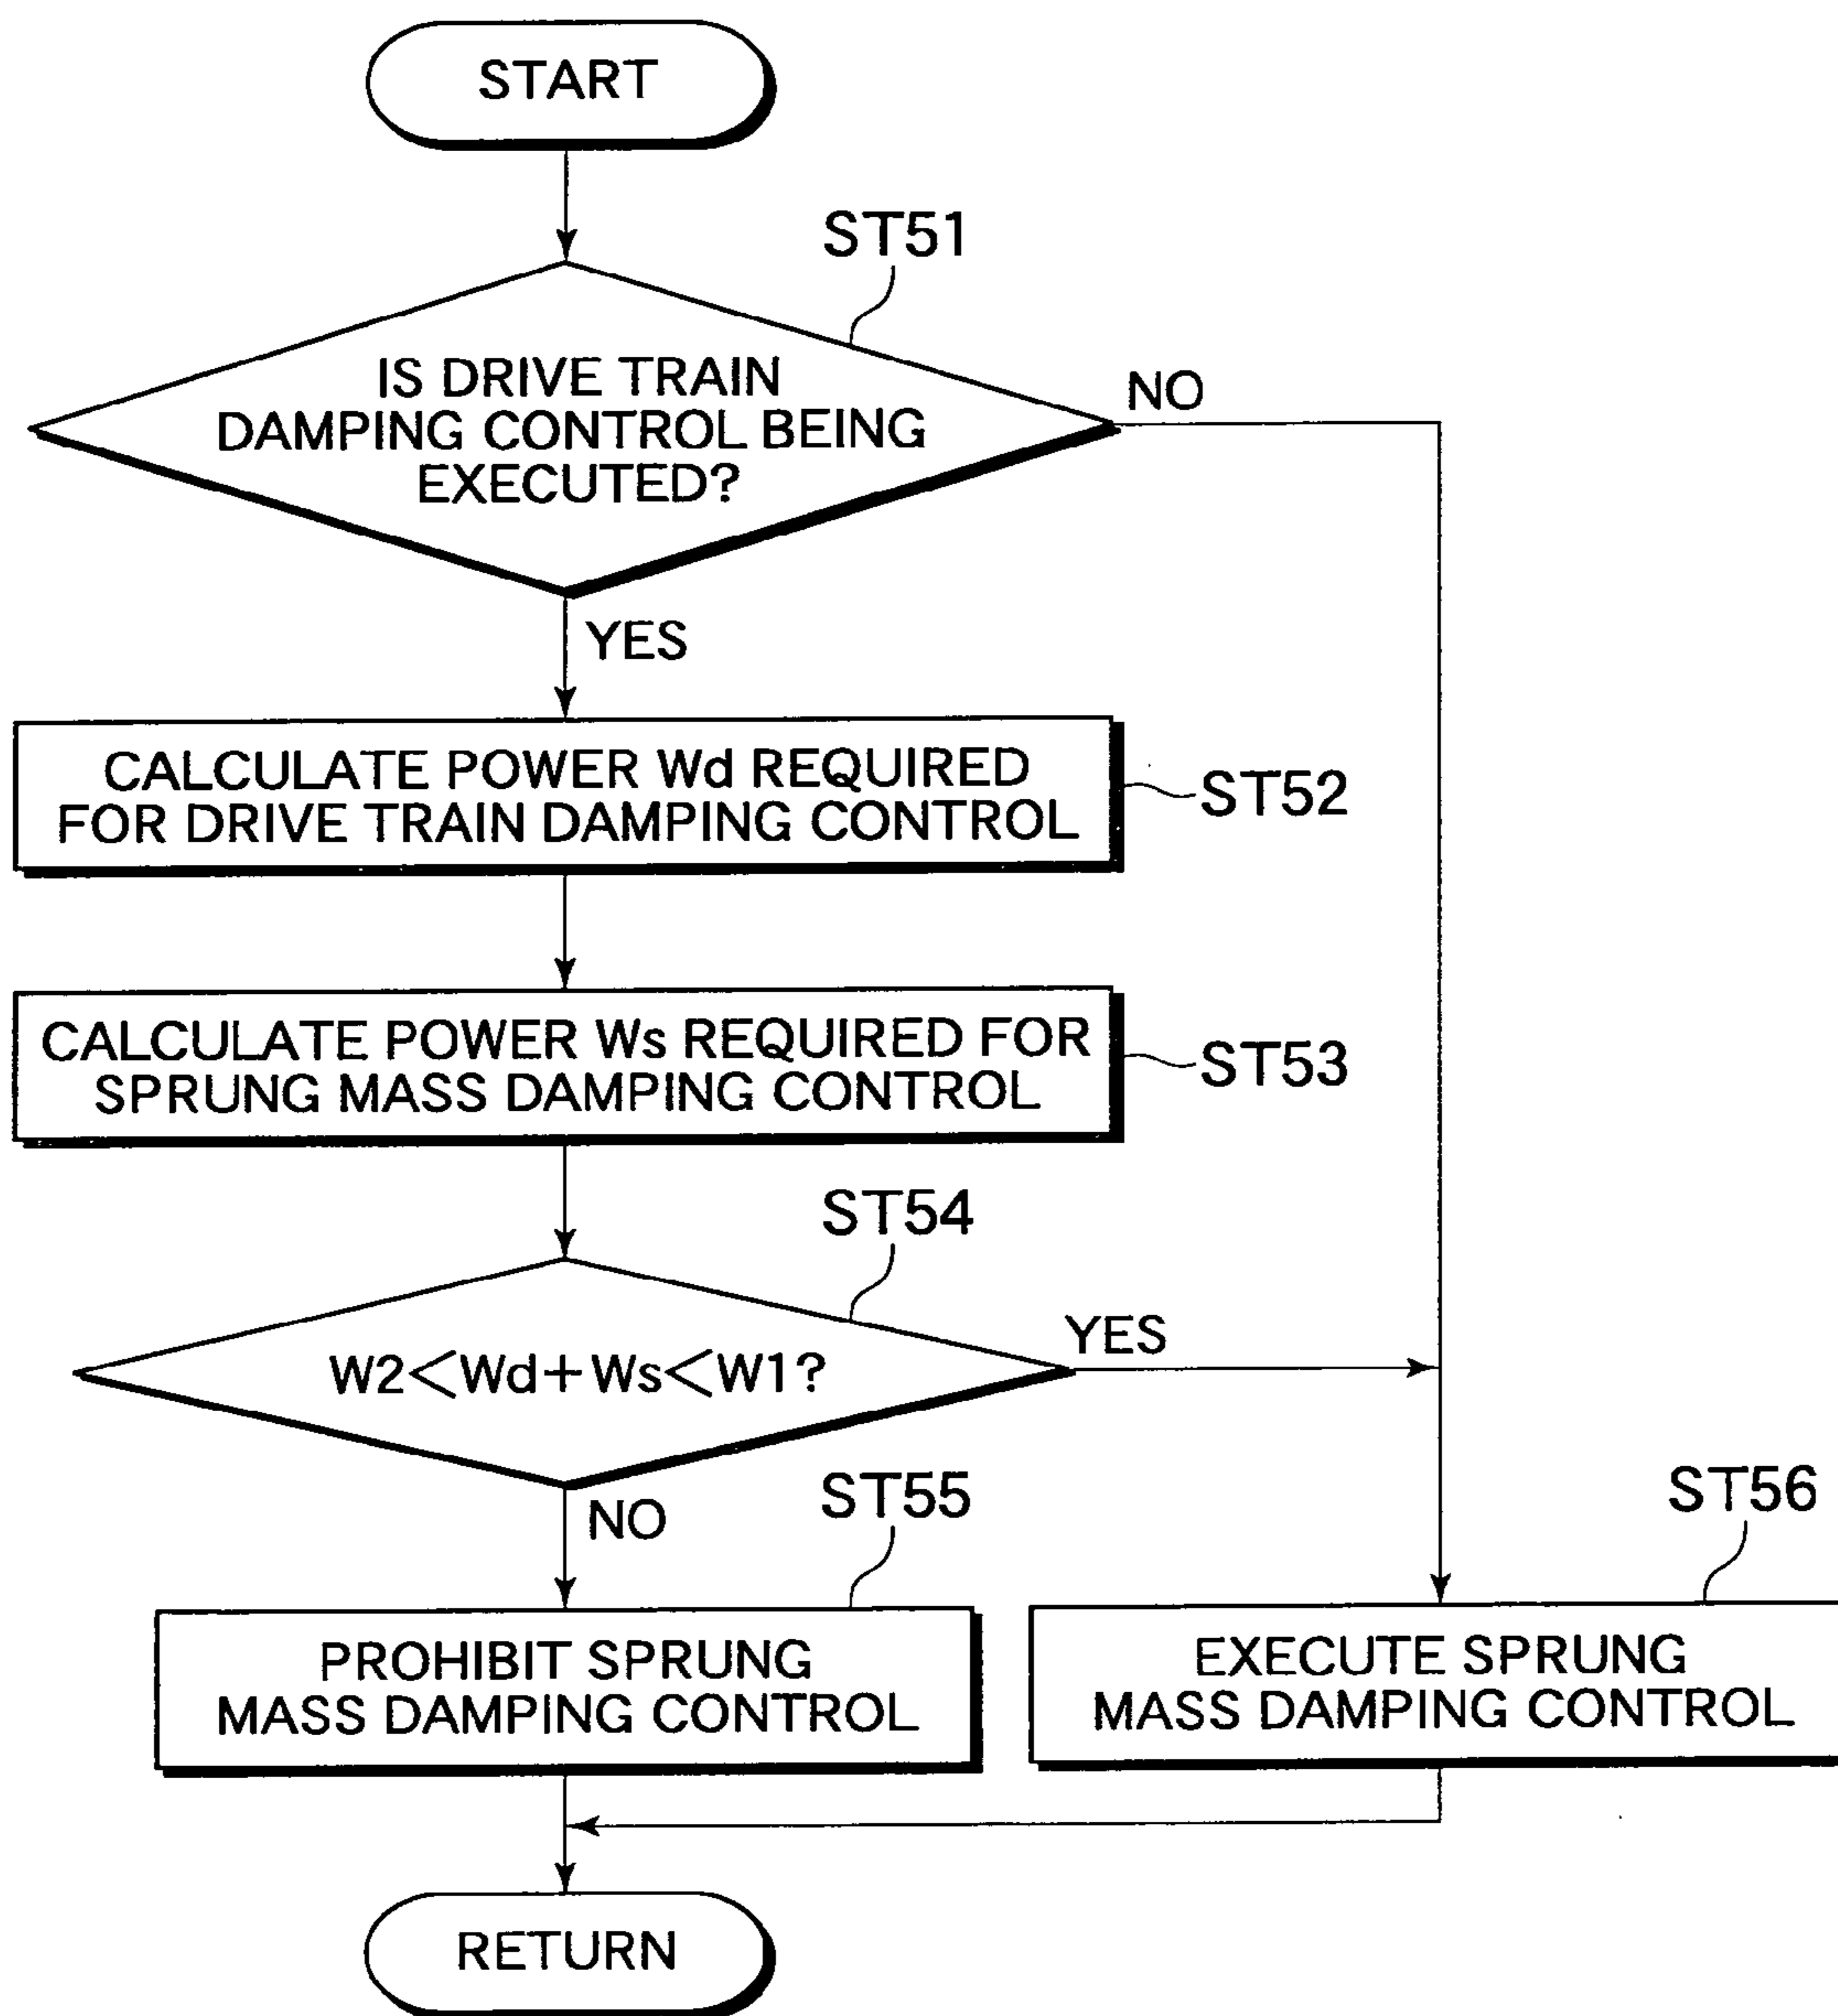 START
ST51
IS DRIVE TRAIN
DAMPING CONTROL BEING
EXECUTED?
NO
YES
CALCULATE POWER Wd REQUIRED
FOR DRIVE TRAIN DAMPING CONTROL
ST52
CALCULATE POWER Ws REQUIRED FOR
SPRUNG MASS DAMPING CONTROL
ST53
ST54
W2<Wd+Ws<W1?
YES
NO
ST55
ST56
PROHIBIT SPRUNG
MASS DAMPING CONTROL
EXECUTE SPRUNG
MASS DAMPING CONTROL
RETURN